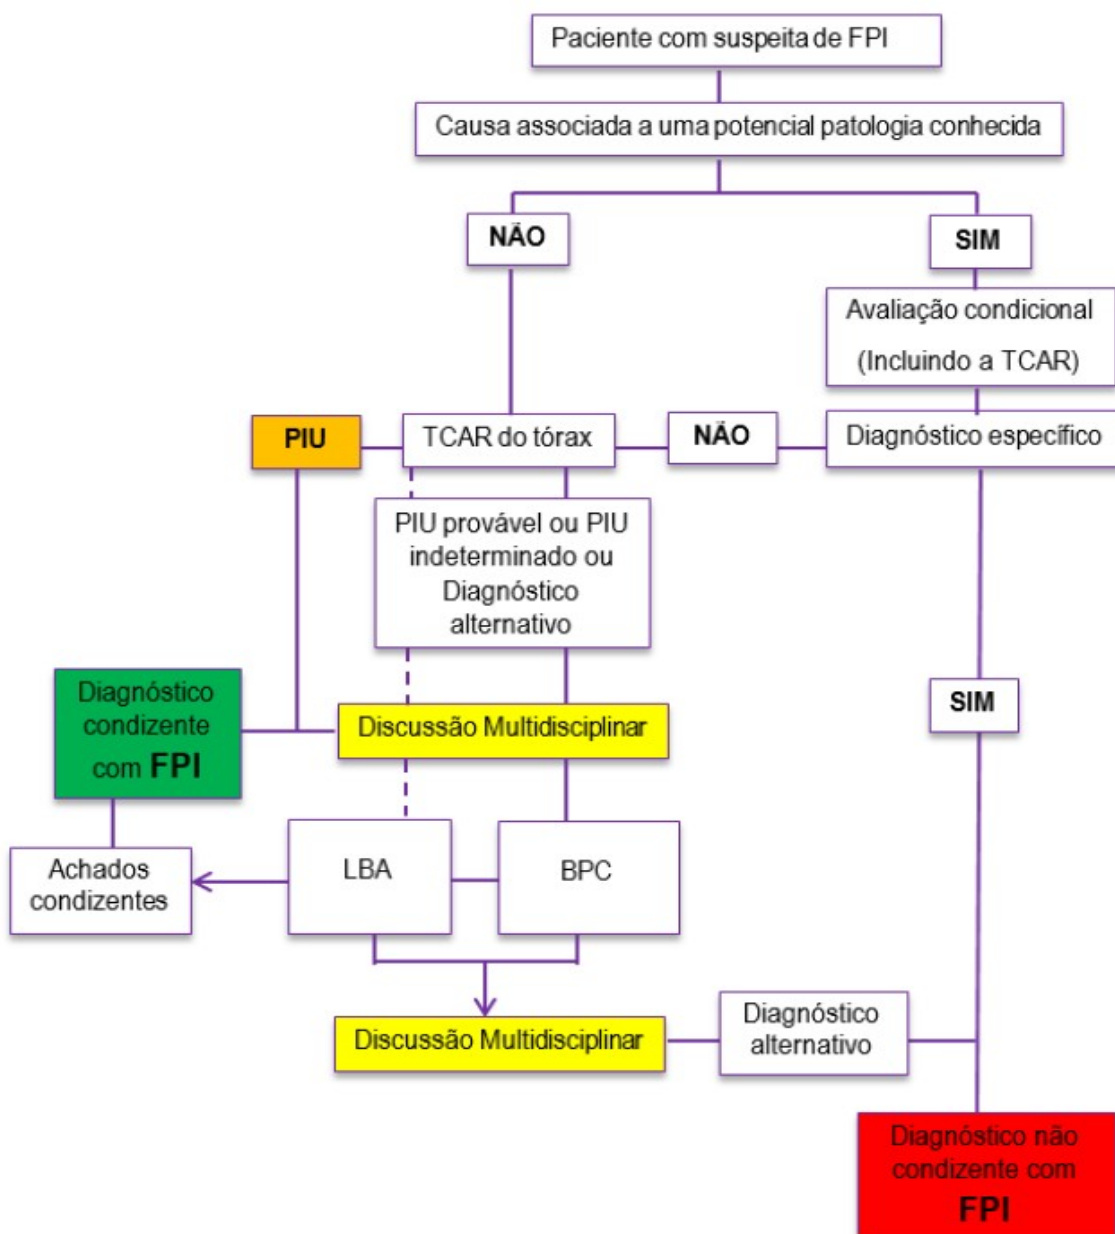 Paciente com suspeita de FPI
Causa associada a uma potencial patologia conhecida
NÃO
SIM
Avaliação condicional
(Incluindo a TCAR)
PIU
TCAR do tórax
NÃO
Diagnóstico específico
PIU provável ou PIU
indeterminado ou
Diagnóstico
alternativo
Diagnóstico
condizente
com FPI
Discussão Multidisciplinar
SIM
Achados
condizentes
LBA
BPC
Discussão Multidisciplinar
Diagnóstico
alternativo
Diagnóstico não
condizente com
FPI